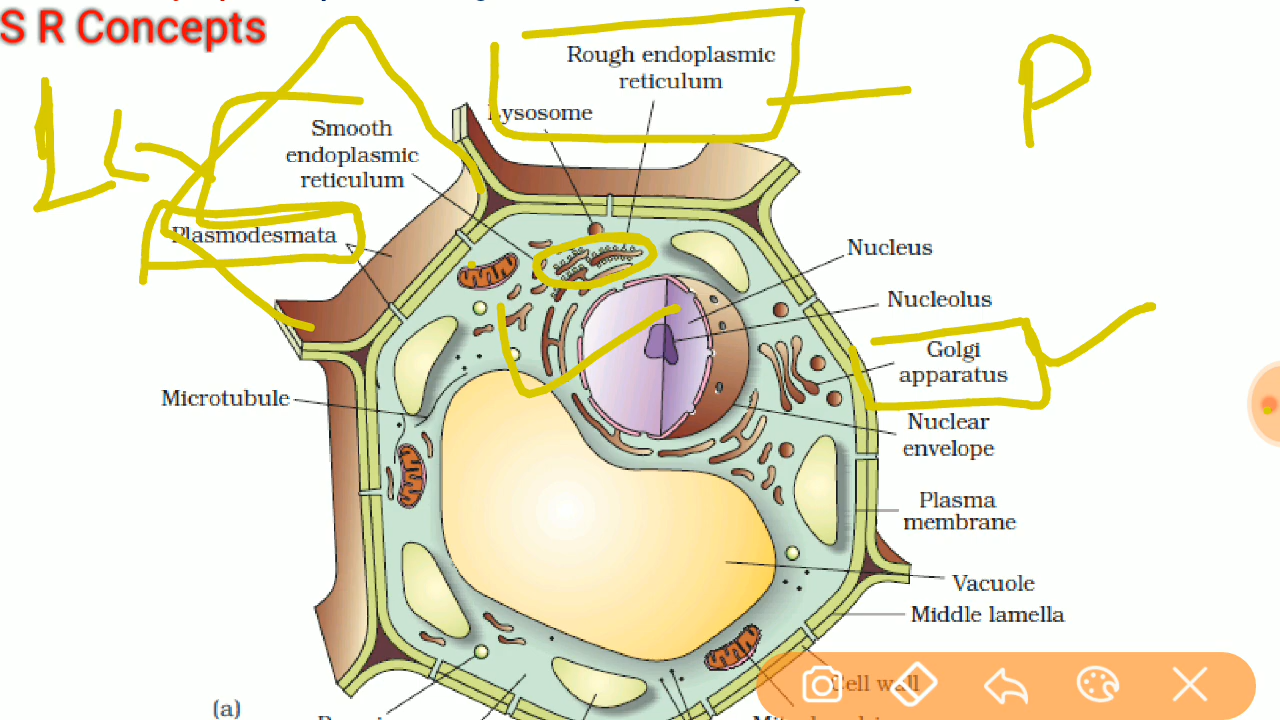 S R Concepts
Rough endoplasmic
reticulum
P
Lysosome
Smooth
endoplasmic
reticulum
Plasmodesmata
Nucleus
Nucleolus
Golgi
apparatus
Microtubule
Nuclear
envelope
Plasma
membrane
Vacuole
Middle lamella
Cell wall
(a)